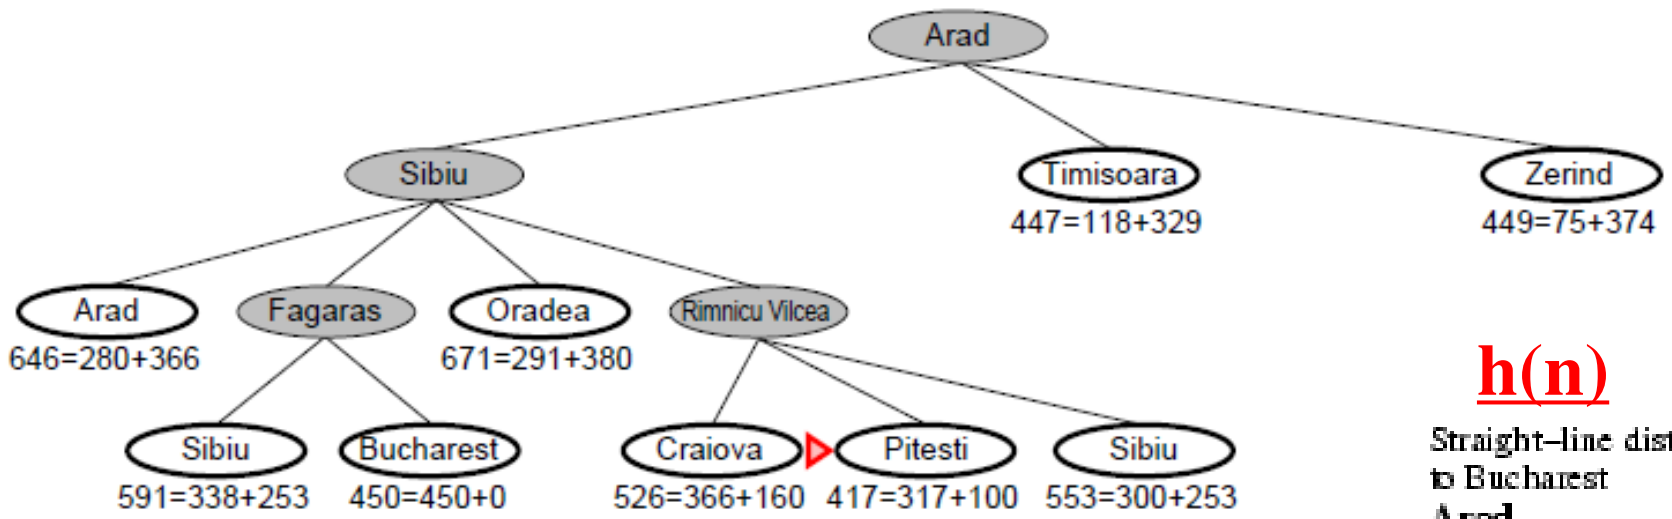 Arad
Sibiu
Timisoara
Zerind
447=118+329
449=75+374
Arad
Fagaras
Oradea
Rimnicu Vilcea
646=280+366
671=291+380
h(n)
Sibiu
Bucharest
Craiova
Pitesti
Sibiu
591=338+253
450=450+0
526=366+160
417=317+100
553=300+253
Straight-line dist
to Bucharest
Arad